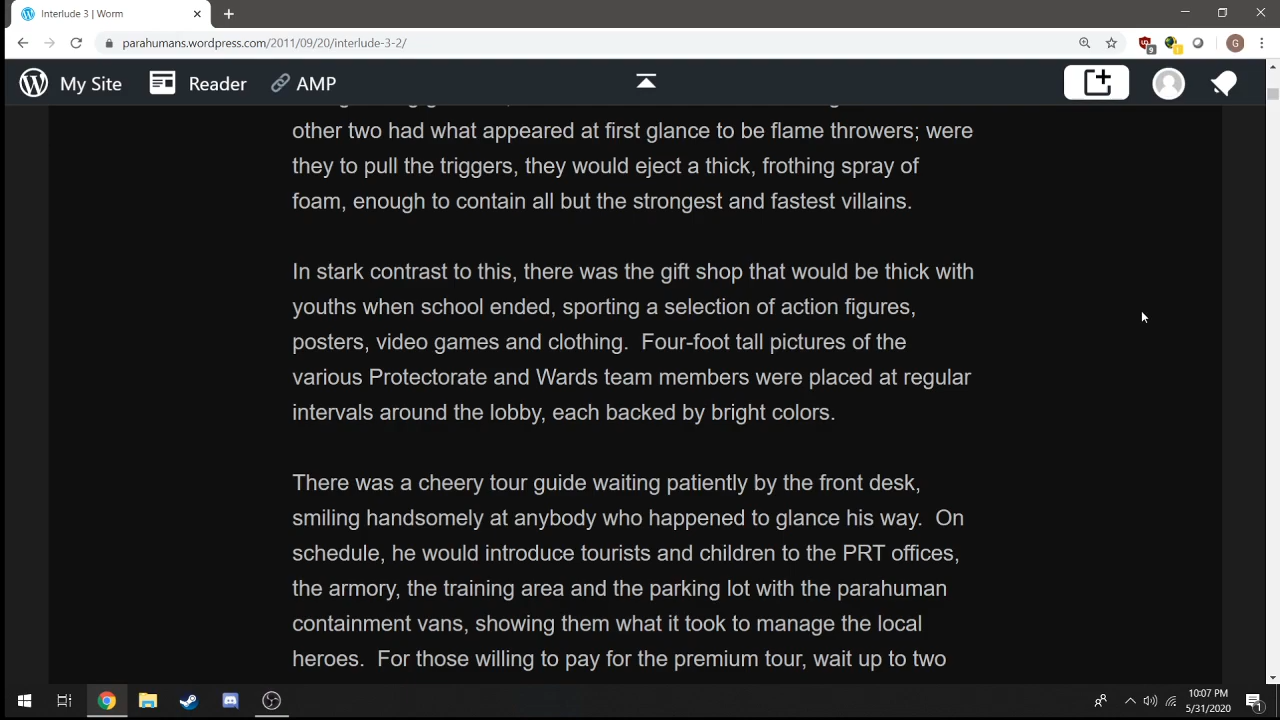 Interlude 3 | Worm
parahumans.wordpress.com/2011/09/20/interlude-3-2/
9
G
My Site
Reader
AMP
other two had what appeared at first glance to be flame throwers; were
they to pull the triggers, they would eject a thick, frothing spray of
foam, enough to contain all but the strongest and fastest villains.
In stark contrast to this, there was the gift shop that would be thick with
youths when school ended, sporting a selection of action figures,
posters, video games and clothing.  Four-foot tall pictures of the
various Protectorate and Wards team members were placed at regular
intervals around the lobby, each backed by bright colors.
There was a cheery tour guide waiting patiently by the front desk,
smiling handsomely at anybody who happened to glance his way.  On
schedule, he would introduce tourists and children to the PRT offices,
the armory, the training area and the parking lot with the parahuman
containment vans, showing them what it took to manage the local
heroes.  For those willing to pay for the premium tour, wait up to two
10:07 PM
5/31/2020
1